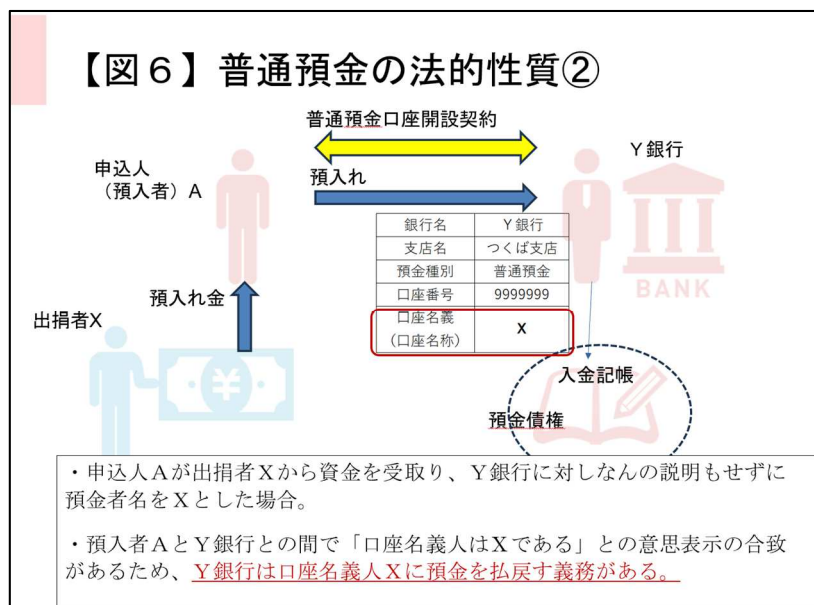 【図６】普通預金の法的性質②
普通預金口座開設契約
Ｙ銀行
申込人
（預入者）A
預入れ
銀行名 Ｙ銀行
支店名 つくば支店
預金種別 普通預金
口座番号 9999999
口座名義
（口座名称） X
BANK
預入れ金
出捐者X
入金記帳
預金債権
・申込人Ａが出捐者Ｘから資金を受取り、Ｙ銀行に対しなんの説明もせずに
預金者名をＸとした場合。
・預入者ＡとＹ銀行との間で「口座名義人はＸである」との意思表示の合致
があるため、Ｙ銀行は口座名義人Ｘに預金を払戻す義務がある。